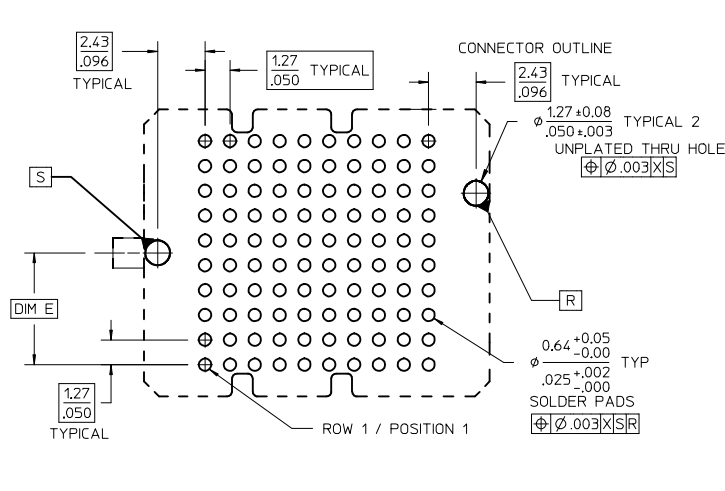 2.43
.096
TYPICAL
1.27
.050
TYPICAL
CONNECTOR OUTLINE
2.43
.096
TYPICAL
⌀ 1.27 ±0.08
.050 ±.003
TYPICAL 2
UNPLATED THRU HOLE
⌖ ⌀.003 X S
S
R
DIM E
1.27
.050
TYPICAL
⌀ 0.64 +0.05
-0.00
TYP
.025 +.002
-.000
SOLDER PADS
⌖ ⌀.003 X S R
ROW 1 / POSITION 1